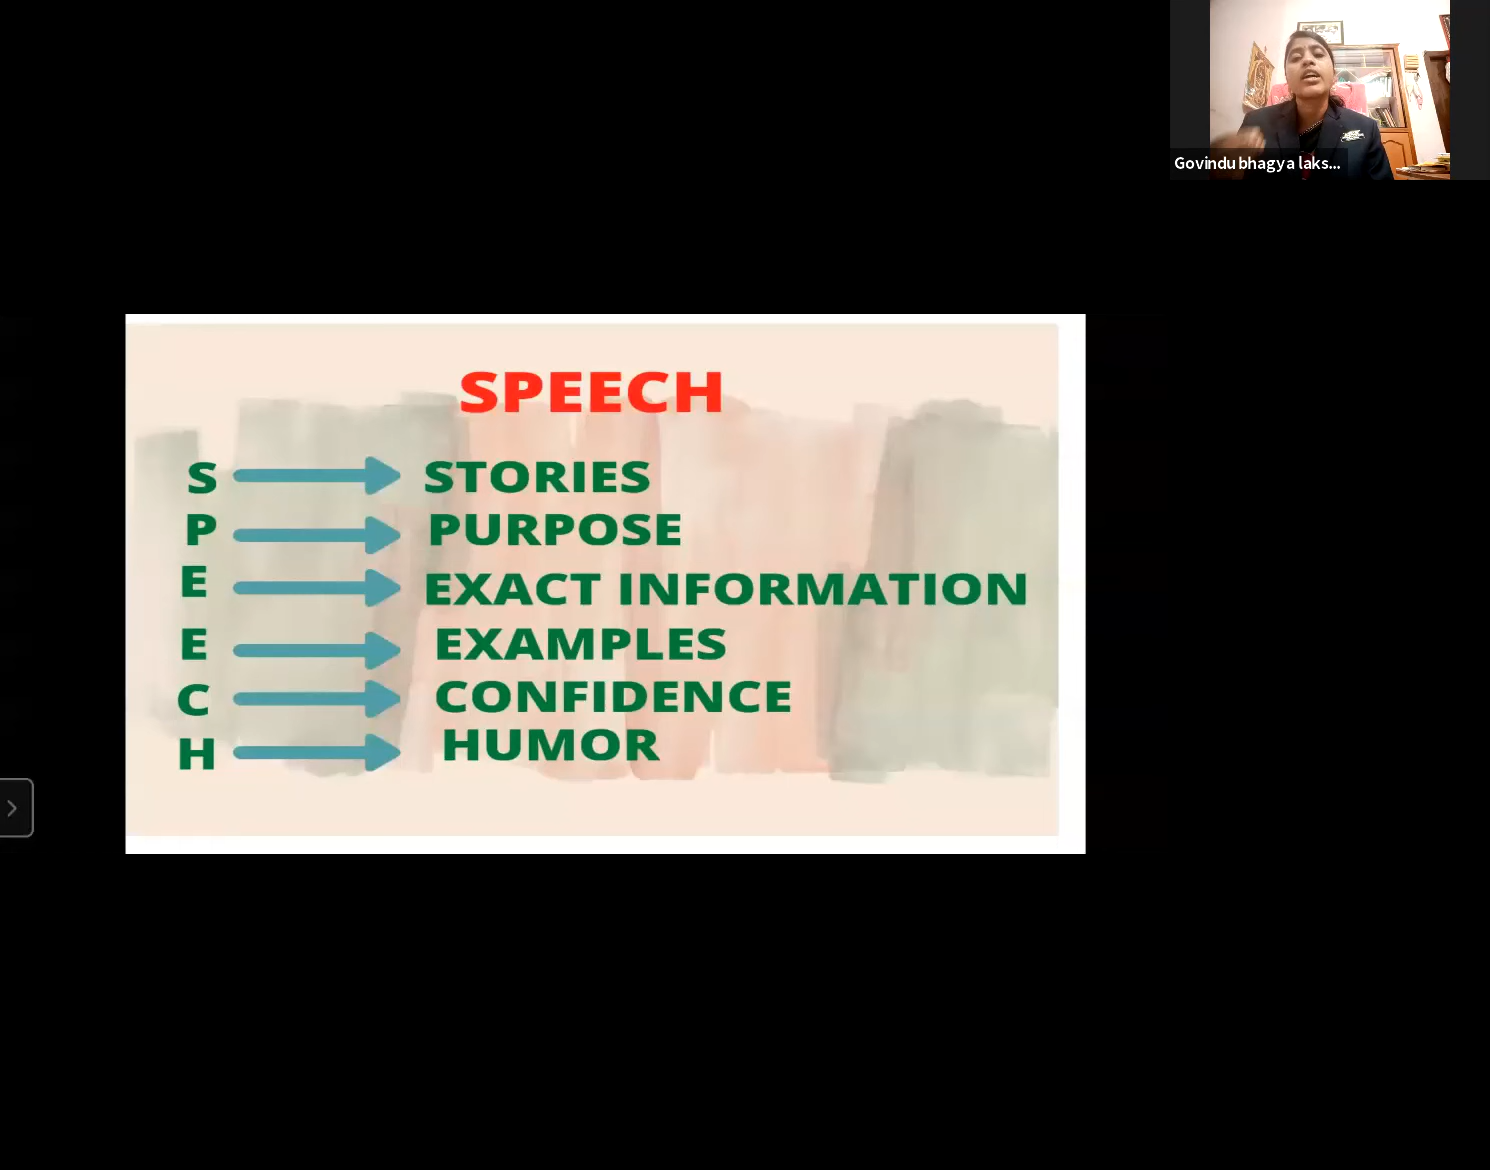 Govindu bhagya laks...
SPEECH
S STORIES
P PURPOSE
E EXACT INFORMATION
E EXAMPLES
C CONFIDENCE
H HUMOR